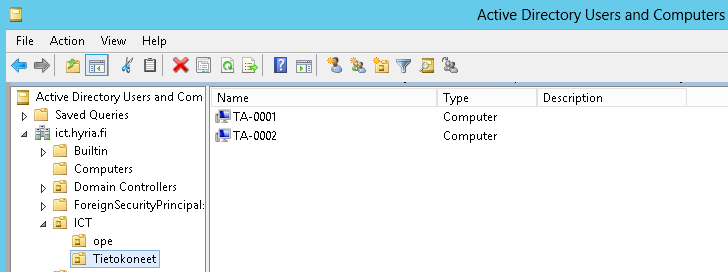 Active Directory Users and Computers
File Action View Help
Active Directory Users and Com
Name Type Description
Saved Queries
TA-0001 Computer
ict.hyria.fi
TA-0002 Computer
Builtin
Computers
Domain Controllers
ForeignSecurityPrincipal:
ICT
ope
Tietokoneet